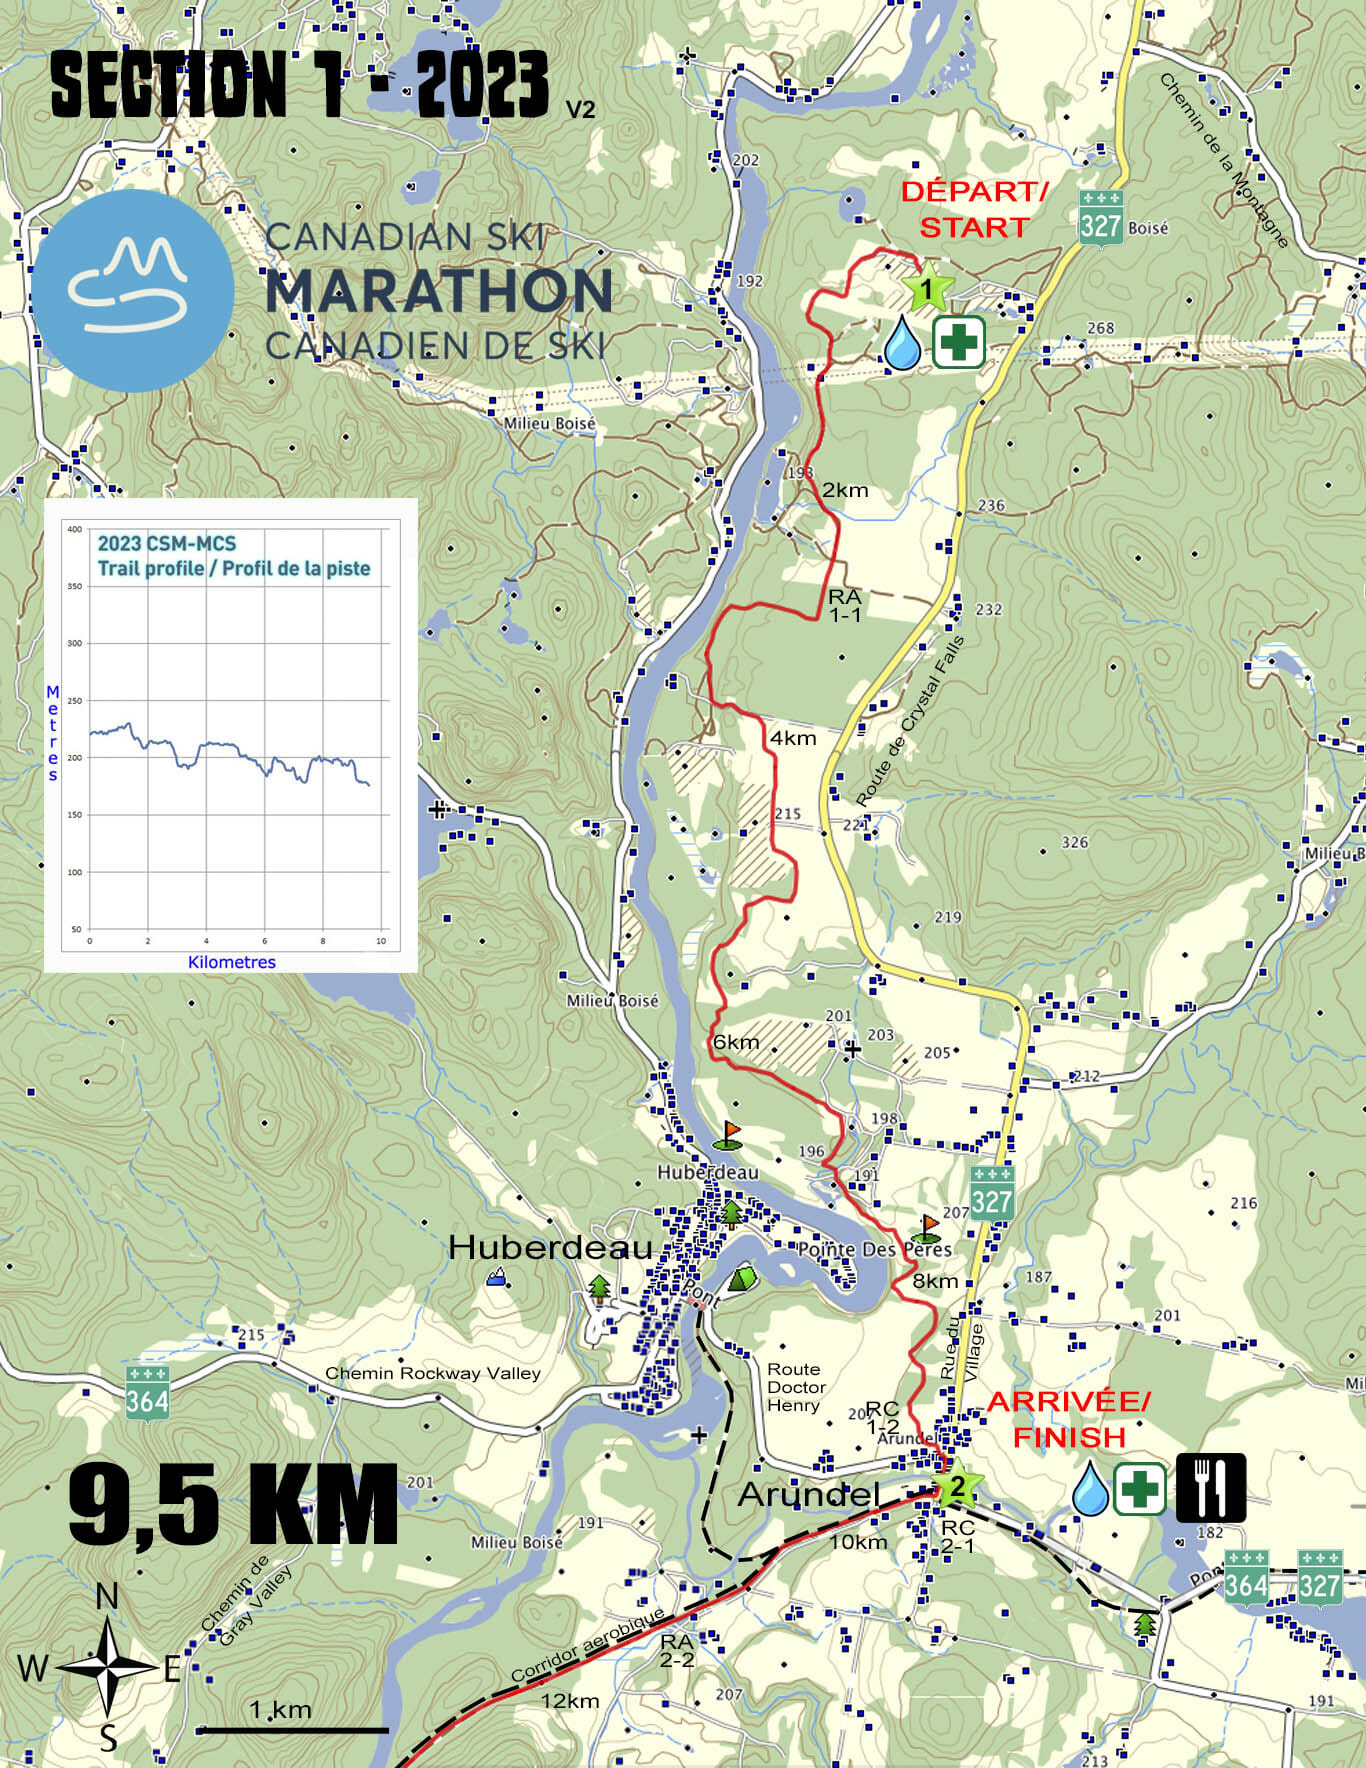 SECTION 1 - 2023 V2
CANADIAN SKI
MARATHON
CANADIEN DE SKI
202
192
DÉPART/
START
1
327
Boisé
Chemin de la Montagne
268
Milieu Boisé
193
2km
236
RA
1-1
232
Route de Crystal Falls
2023 CSM-MCS
Trail profile / Profil de la piste
Metres
400
350
300
250
200
150
100
50
0
2
4
6
8
10
Kilometres
4km
215
221
326
Milieu B
219
Milieu Boisé
201
203
205
6km
212
198
196
191
Huberdeau
207
327
216
Huberdeau
Pointe Des Peres
8km
187
201
Pont
215
364
Chemin Rockway Valley
Route
Doctor
Henry
Rue du
Village
Mil
ARRIVÉE/
FINISH
RC
1-2
Arundel
9,5 KM
201
Arundel
2
Milieu Boisé
191
10km
RC
2-1
182
364
327
Chemin de
Gray Valley
N
W
E
S
1 km
Corridor aerobique
RA
2-2
12km
207
191
213